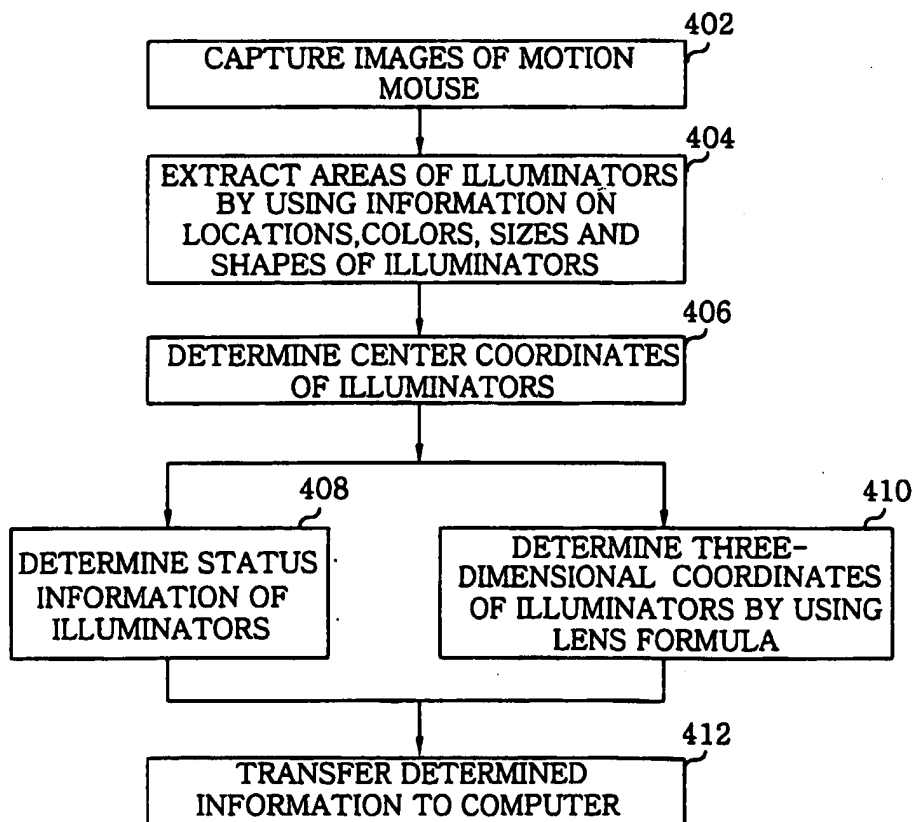 402
CAPTURE IMAGES OF MOTION
MOUSE
404
EXTRACT AREAS OF ILLUMINATORS
BY USING INFORMATION ON
LOCATIONS,COLORS, SIZES AND
SHAPES OF ILLUMINATORS
406
DETERMINE CENTER COORDINATES
OF ILLUMINATORS
408
DETERMINE STATUS
INFORMATION OF
ILLUMINATORS
410
DETERMINE THREE-
DIMENSIONAL COORDINATES
OF ILLUMINATORS BY USING
LENS FORMULA
412
TRANSFER DETERMINED
INFORMATION TO COMPUTER